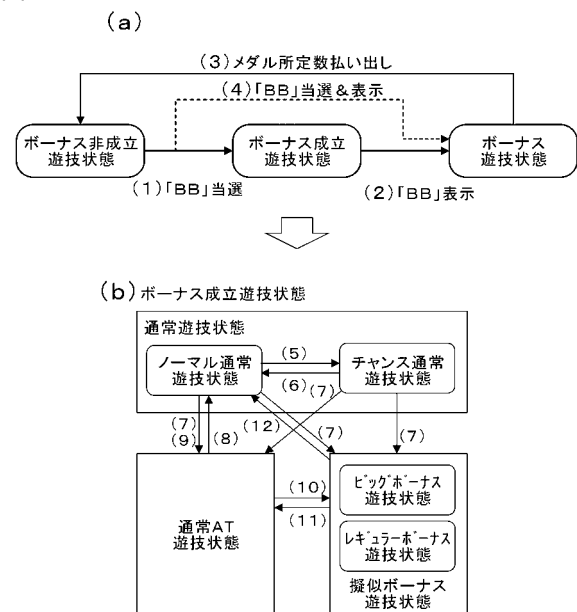 (a)
(3)メダル所定数払い出し
(4)「BB」当選&表示
ボーナス非成立
遊技状態
ボーナス成立
遊技状態
ボーナス
遊技状態
(1)「BB」当選
(2)「BB」表示
(b)ボーナス成立遊技状態
通常遊技状態
ノーマル通常
遊技状態
(5)
(6)
チャンス通常
遊技状態
(7)
(7)
(9)
(8)
(12)
(7)
(7)
通常AT
遊技状態
(10)
(11)
ビッグボーナス
遊技状態
レギュラーボーナス
遊技状態
擬似ボーナス
遊技状態